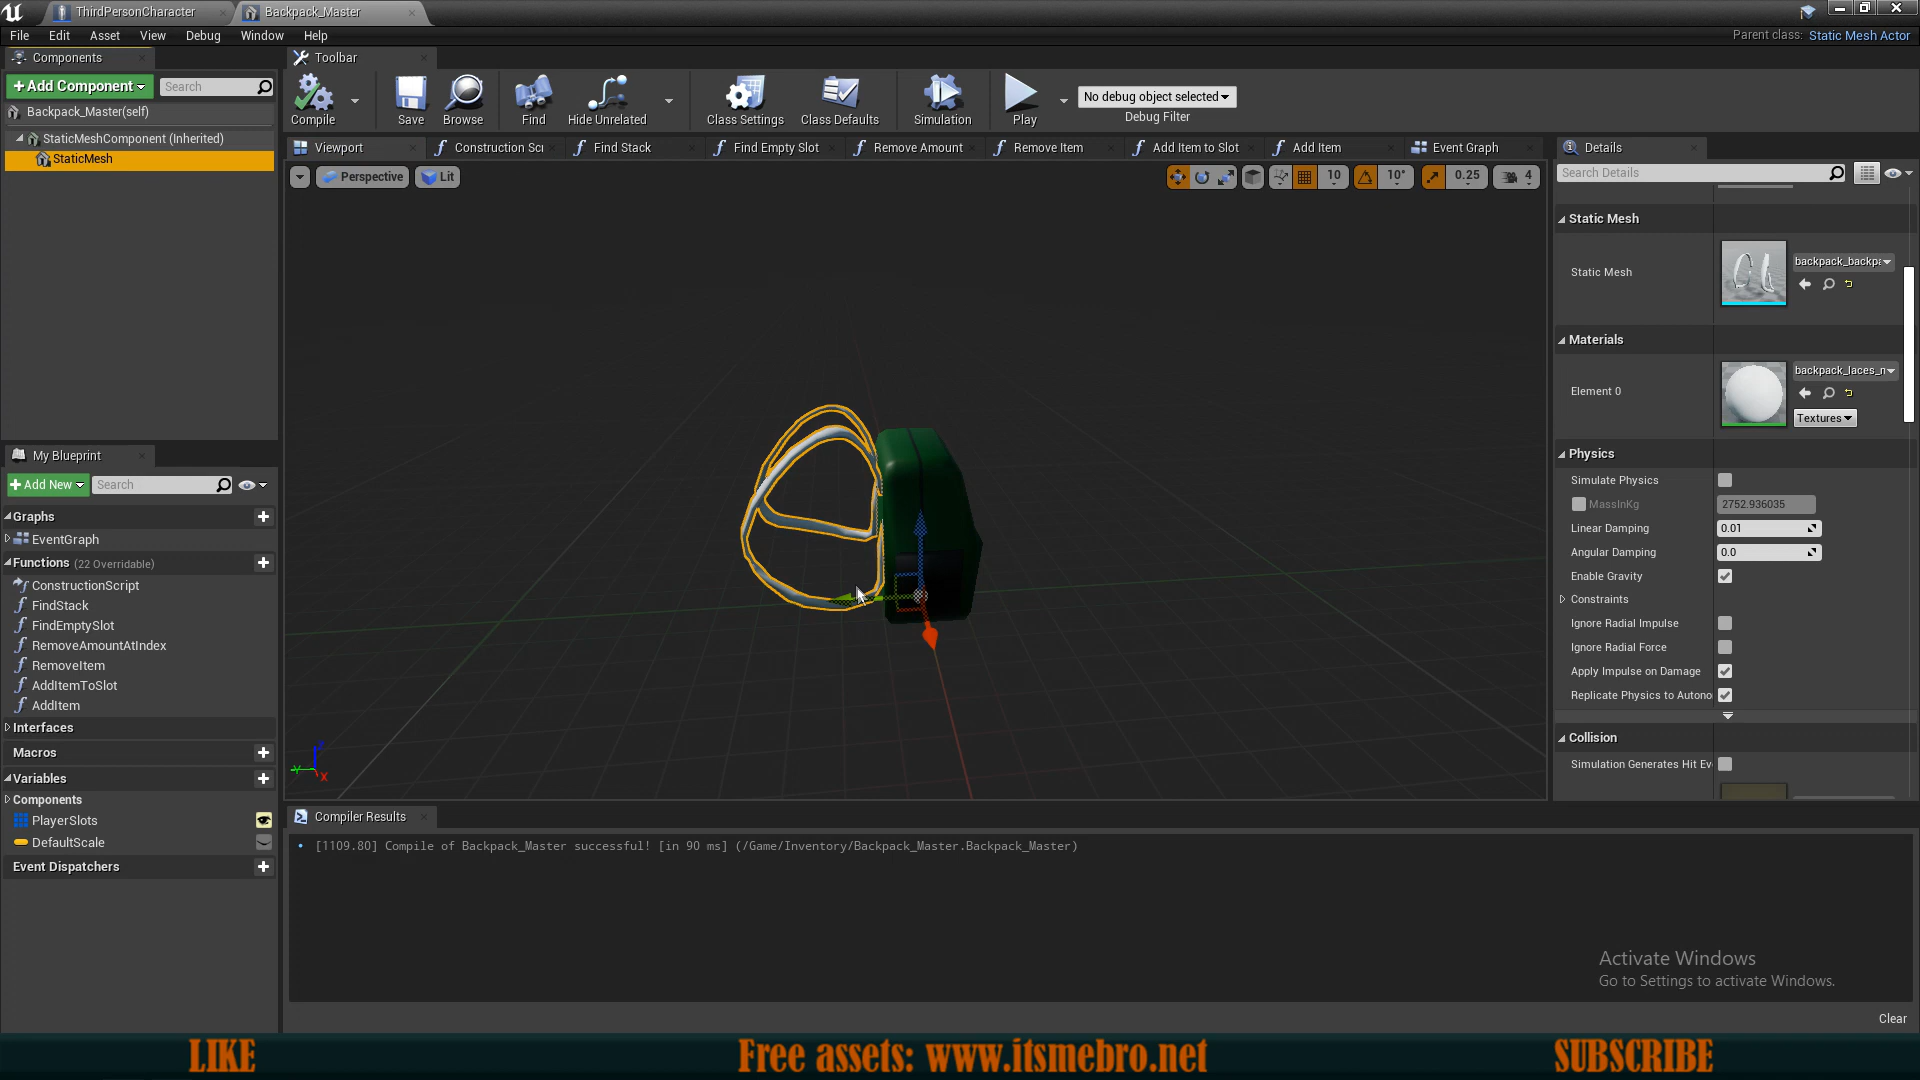 ThirdPersonCharacter
Backpack_Master
File Edit Asset View Debug Window Help
Parent class: Static Mesh Actor
Components
Toolbar
+Add Component
Search
Backpack_Master(self)
StaticMeshComponent (Inherited)
StaticMesh
Compile
Save
Browse
Find
Hide Unrelated
Class Settings
Class Defaults
Simulation
Play
No debug object selected
Debug Filter
Viewport
Construction Scr
Find Stack
Find Empty Slot
Remove Amount
Remove Item
Add Item to Slot
Add Item
Event Graph
Details
Perspective
Lit
10
10°
0.25
4
Search Details
Static Mesh
Static Mesh
backpack_backpa
Materials
Element 0
backpack_laces_n
Textures
Physics
Simulate Physics
MassInKg
2752.936035
Linear Damping
0.01
Angular Damping
0.0
Enable Gravity
Constraints
Ignore Radial Impulse
Ignore Radial Force
Apply Impulse on Damage
Replicate Physics to Autono
Collision
Simulation Generates Hit Ev
My Blueprint
+Add New
Search
Graphs
EventGraph
Functions (22 Overridable)
ConstructionScript
FindStack
FindEmptySlot
RemoveAmountAtIndex
RemoveItem
AddItemToSlot
AddItem
Interfaces
Macros
Variables
Components
PlayerSlots
DefaultScale
Event Dispatchers
Z
Y
X
Compiler Results
• [1109.80] Compile of Backpack_Master successful! [in 90 ms] (/Game/Inventory/Backpack_Master.Backpack_Master)
Activate Windows
Go to Settings to activate Windows.
Clear
LIKE
Free assets: www.itsmebro.net
SUBSCRIBE